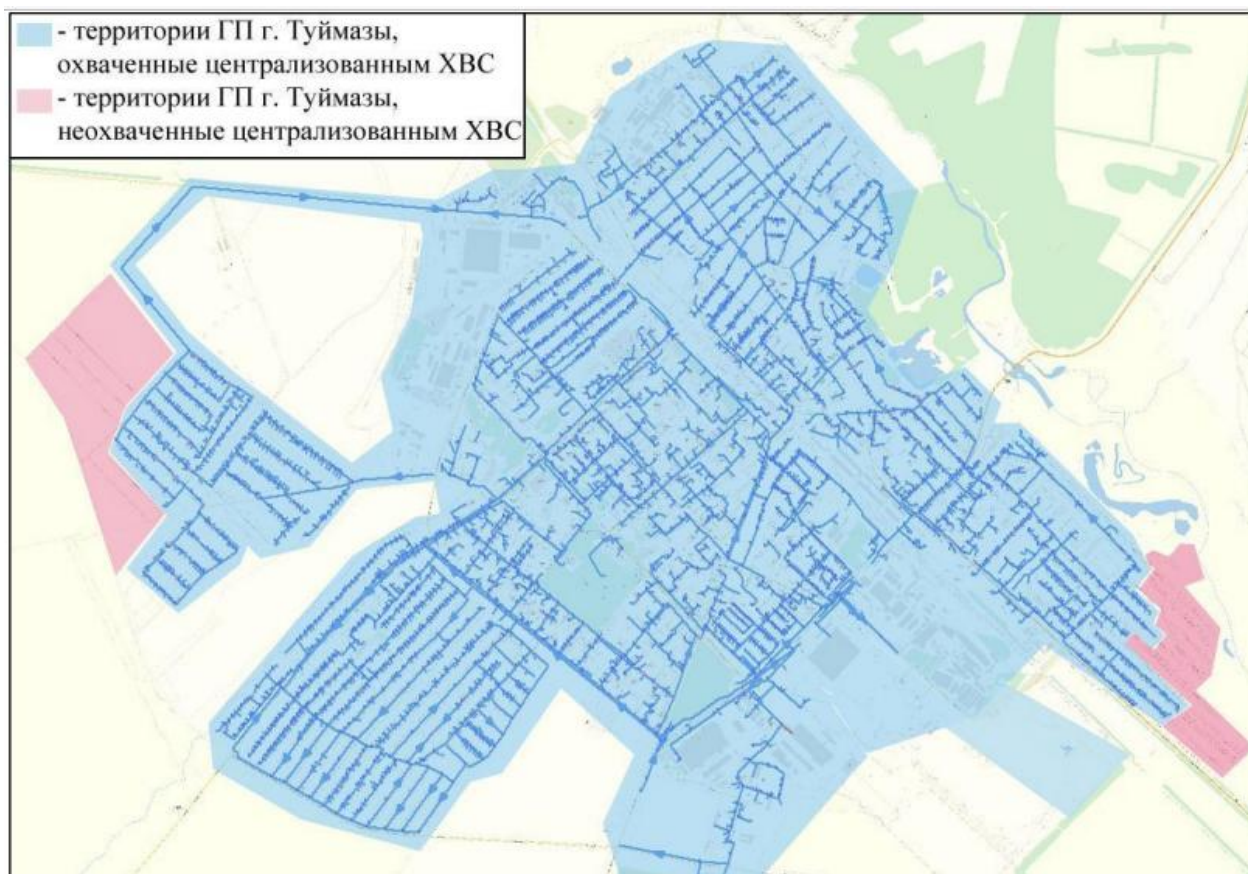 - территории ГП г. Туймазы,
охваченные централизованным ХВС
- территории ГП г. Туймазы,
неохваченные централизованным ХВС